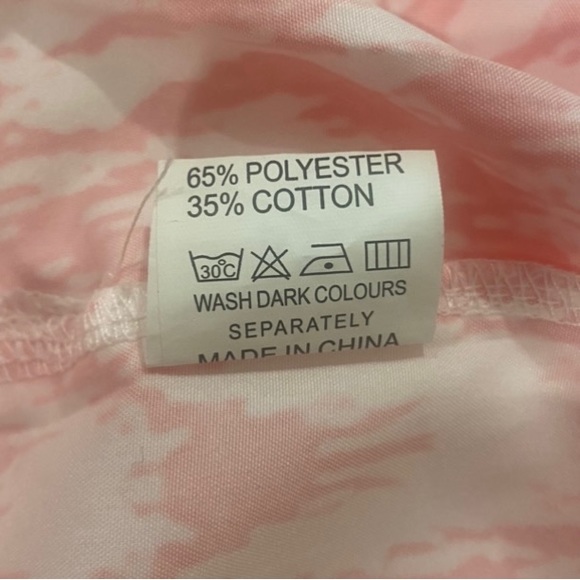 65% POLYESTER
35% COTTON
30°C
WASH DARK COLOURS
SEPARATELY
MADE IN CHINA